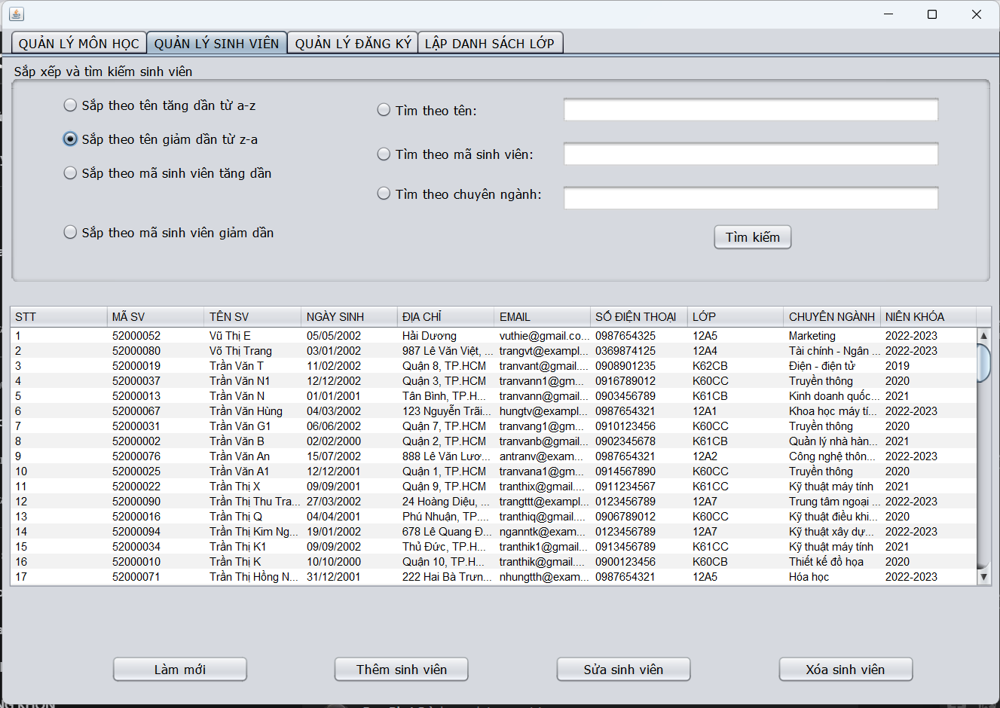 QUẢN LÝ MÔN HỌC QUẢN LÝ SINH VIÊN QUẢN LÝ ĐĂNG KÝ LẬP DANH SÁCH LỚP
Sắp xếp và tìm kiếm sinh viên
Sắp theo tên tăng dần từ a-z
Tìm theo tên:
Sắp theo tên giảm dần từ z-a
Tìm theo mã sinh viên:
Sắp theo mã sinh viên tăng dần
Tìm theo chuyên ngành:
Sắp theo mã sinh viên giảm dần
Tìm kiếm
STT MÃ SV TÊN SV NGÀY SINH ĐỊA CHỈ EMAIL SỐ ĐIỆN THOẠI LỚP CHUYÊN NGÀNH NIÊN KHÓA
1 52000052 Vũ Thị E 05/05/2002 Hải Dương vuthie@gmail.co... 0987654325 12A5 Marketing 2022-2023
2 52000080 Võ Thị Trang 03/01/2002 987 Lê Văn Việt, ... trangvt@exampl... 0369874125 12A4 Tài chính - Ngân ... 2022-2023
3 52000019 Trần Văn T 11/02/2002 Quận 8, TP.HCM tranvant@gmail.... 0908901235 K62CB Điện - điện tử 2019
4 52000037 Trần Văn N1 12/12/2002 Quận 3, TP.HCM tranvann1@gm... 0916789012 K60CC Truyền thông 2020
5 52000013 Trần Văn N 01/01/2001 Tân Bình, TP.H... tranvann@gmail... 0903456789 K61CB Kinh doanh quốc... 2021
6 52000067 Trần Văn Hùng 04/03/2002 123 Nguyễn Trãi... hungtv@exampl... 0987654321 12A1 Khoa học máy tí... 2022-2023
7 52000031 Trần Văn G1 06/06/2002 Quận 7, TP.HCM tranvang1@gm... 0910123456 K60CC Truyền thông 2020
8 52000002 Trần Văn B 02/02/2000 Quận 2, TP.HCM tranvanb@gmail... 0902345678 K61CB Quản lý nhà hàn... 2021
9 52000076 Trần Văn An 15/07/2002 888 Lê Văn Lươ... antranv@exam... 0987654321 12A2 Công nghệ thôn... 2022-2023
10 52000025 Trần Văn A1 12/12/2001 Quận 1, TP.HCM tranvana1@gm... 0914567890 K60CC Truyền thông 2020
11 52000022 Trần Thị X 09/09/2001 Quận 9, TP.HCM tranthix@gmail.... 0911234567 K61CC Kỹ thuật máy tính 2021
12 52000090 Trần Thị Thu Tra... 27/03/2002 24 Hoàng Diệu, ... trangttt@exampl... 0123456789 12A7 Trung tâm ngoại ... 2022-2023
13 52000016 Trần Thị Q 04/04/2001 Phú Nhuận, TP.... tranthiq@gmail.... 0906789012 K60CC Kỹ thuật điều khi... 2020
14 52000094 Trần Thị Kim Ng... 19/01/2002 678 Lê Quang Đ... nganntk@exam... 0123456789 12A7 Kỹ thuật xây dự... 2022-2023
15 52000034 Trần Thị K1 09/09/2002 Thủ Đức, TP.H... tranthik1@gmail... 0913456789 K61CC Kỹ thuật máy tính 2021
16 52000010 Trần Thị K 10/10/2000 Quận 10, TP.H... tranthik@gmail.... 0900123456 K60CB Thiết kế đồ họa 2020
17 52000071 Trần Thị Hồng N... 31/12/2001 222 Hai Bà Trưn... nhungtth@exam... 0987654321 12A5 Hóa học 2022-2023
Làm mới Thêm sinh viên Sửa sinh viên Xóa sinh viên